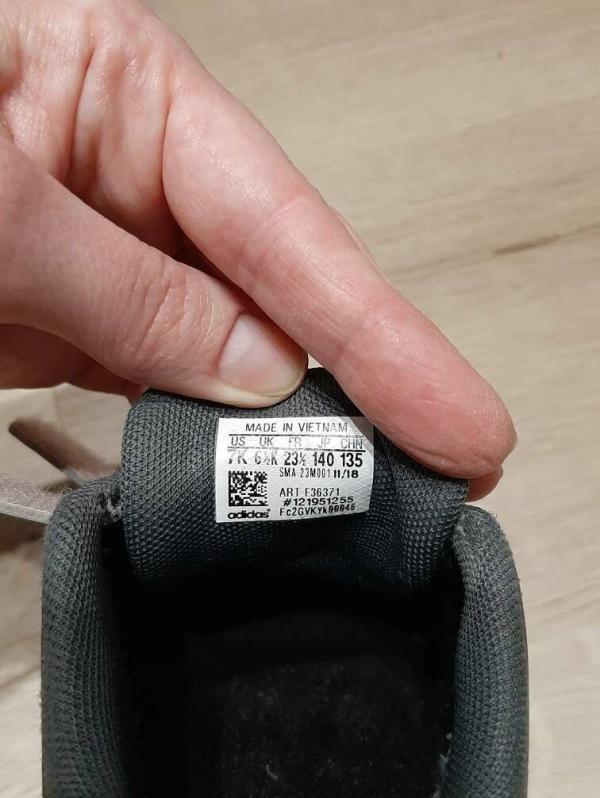 MADE IN VIETNAM
US UK FR JP CHN
7K 6½K 23½ 140 135
SMA 23M001 11/18
ART F36371
#121951255
adidas Fc2GVKYk00046